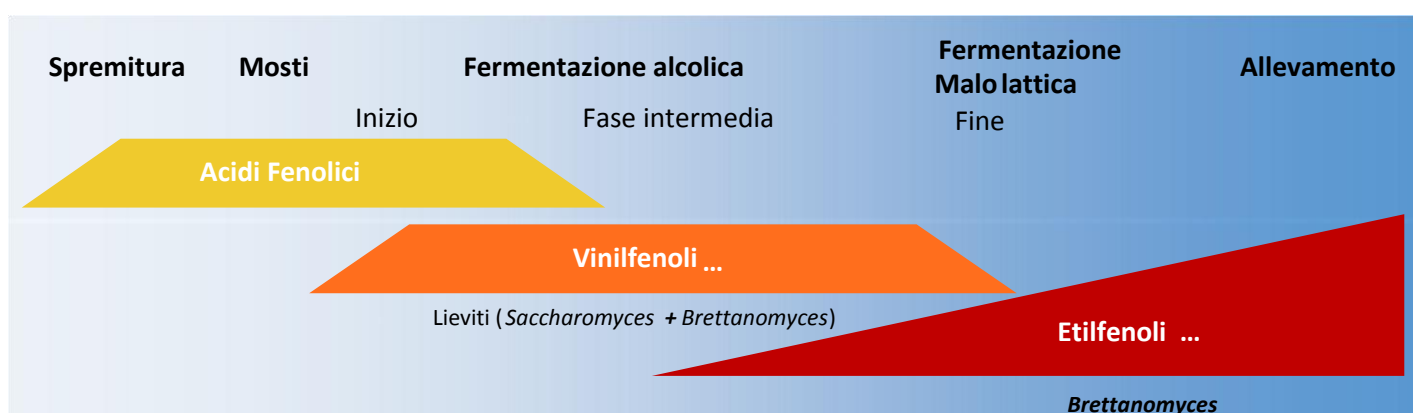 Spremitura Mosti Fermentazione alcolica Fermentazione Malo lattica Allevamento
Inizio Fase intermedia Fine
Acidi Fenolici
Vinilfenoli ...
Lieviti (Saccharomyces + Brettanomyces)
Etilfenoli ...
Brettanomyces